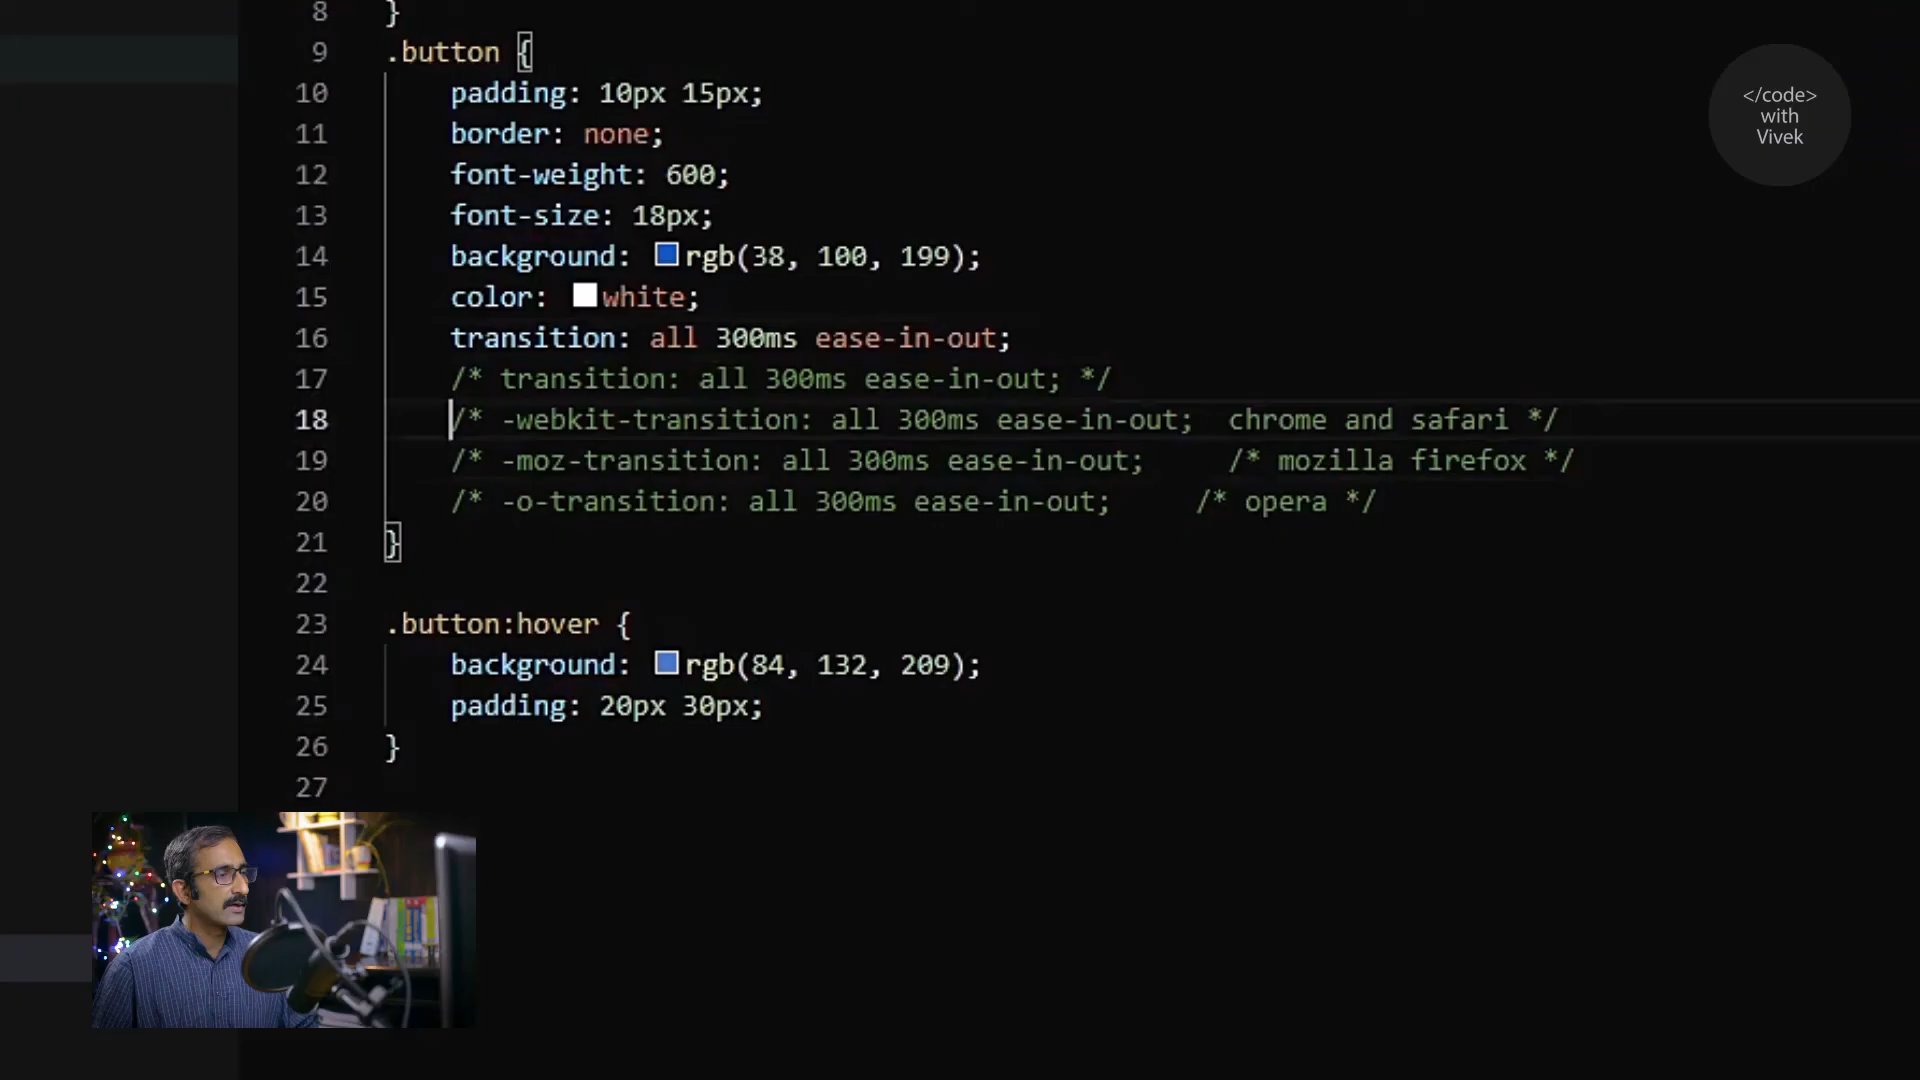 8 }
9 .button {
10 padding: 10px 15px;
11 border: none;
12 font-weight: 600;
13 font-size: 18px;
14 background: rgb(38, 100, 199);
15 color: white;
16 transition: all 300ms ease-in-out;
17 /* transition: all 300ms ease-in-out; */
18 /* -webkit-transition: all 300ms ease-in-out;  chrome and safari */
19 /* -moz-transition: all 300ms ease-in-out;     /* mozilla firefox */
20 /* -o-transition: all 300ms ease-in-out;     /* opera */
21 }
22
23 .button:hover {
24 background: rgb(84, 132, 209);
25 padding: 20px 30px;
26 }
27
</code>
with
Vivek